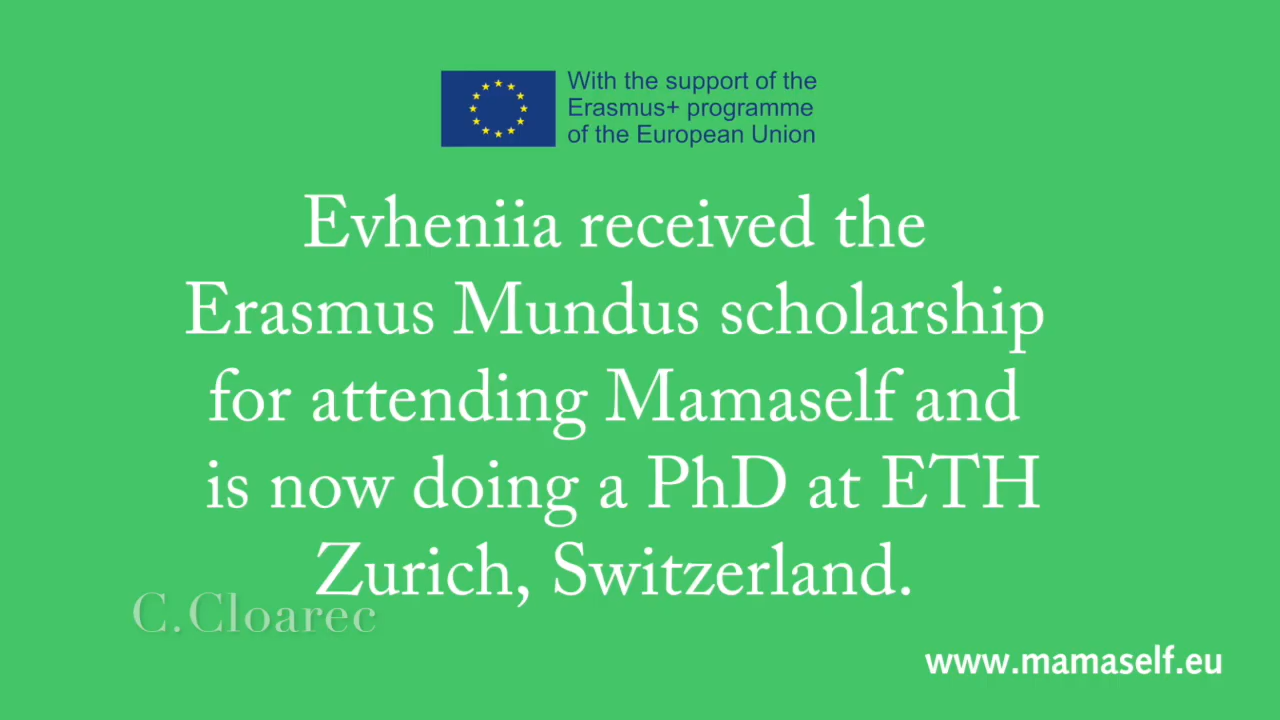 With the support of the
Erasmus+ programme
of the European Union
Evheniia received the
Erasmus Mundus scholarship
for attending Mamaself and
is now doing a PhD at ETH
Zurich, Switzerland.
C.Cloarec
www.mamaself.eu